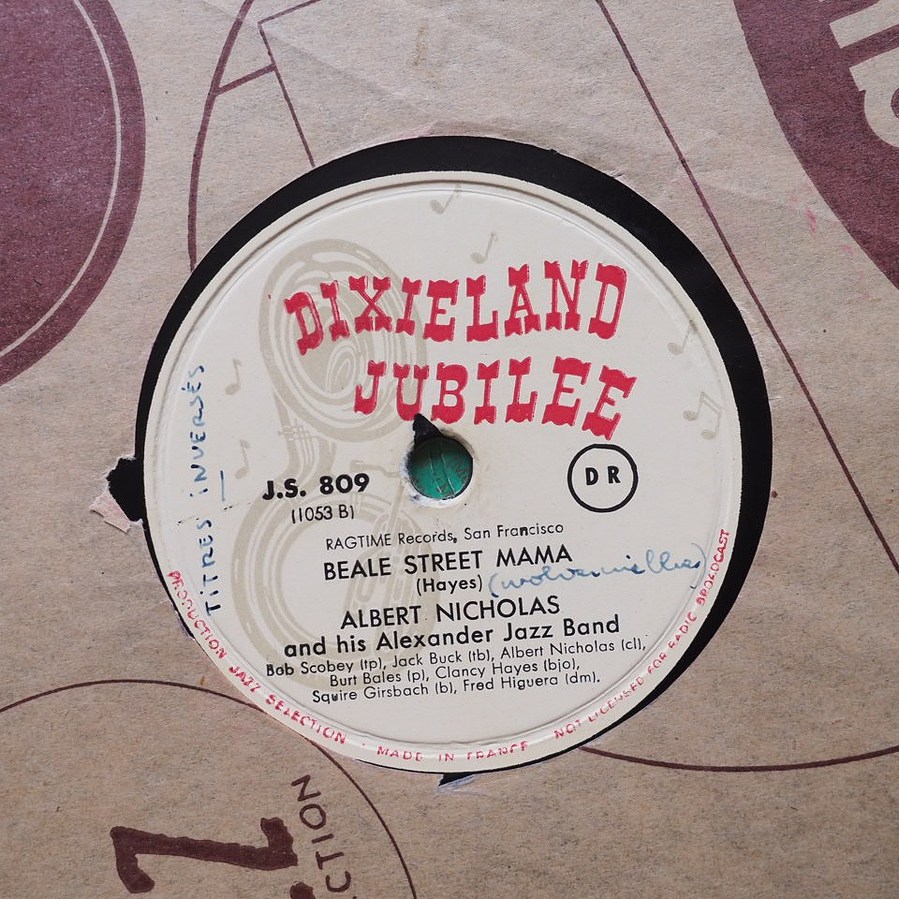 DIXIELAND
JUBILEE
TITRES INVERSÉS
J.S. 809
(1053 B)
DR
RAGTIME Records, San Francisco
BEALE STREET MAMA
(Hayes)
ALBERT NICHOLAS
and his Alexander Jazz Band
Bob Scobey (tp), Jack Buck (tb), Albert Nicholas (cl),
Burt Bales (p), Clancy Hayes (bjo),
Squire Girsbach (b), Fred Higuera (dm).
PRODUCTION JAZZ SELECTION · MADE IN FRANCE · NOT LICENSED FOR RADIO BROADCAST